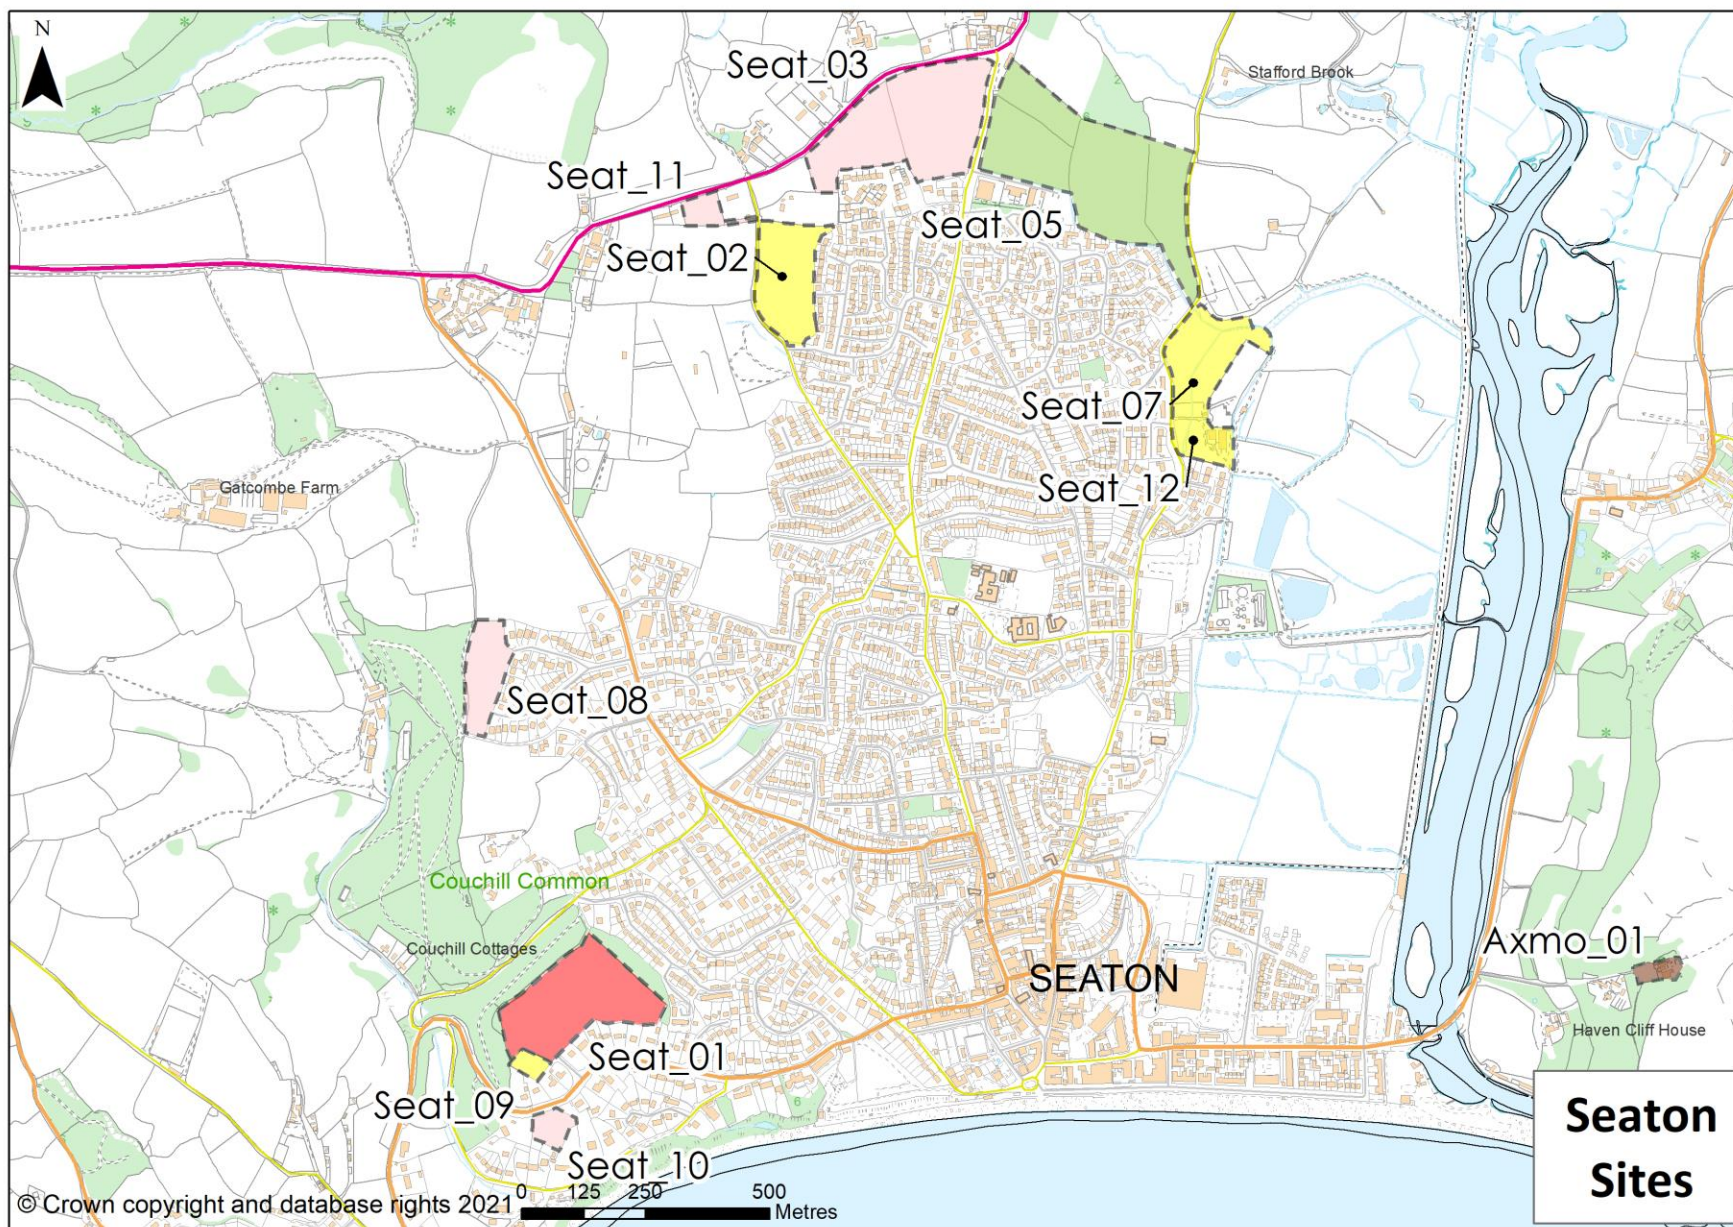 N
Seat_03
Stafford Brook
Seat_11
Seat_05
Seat_02
Seat_07
Seat_12
Gatcombe Farm
Seat_08
Couchill Common
Couchill Cottages
Axmo_01
SEATON
Haven Cliff House
Seat_01
Seat_09
Seat_10
Seaton
Sites
© Crown copyright and database rights 2021
0 125 250 500
Metres